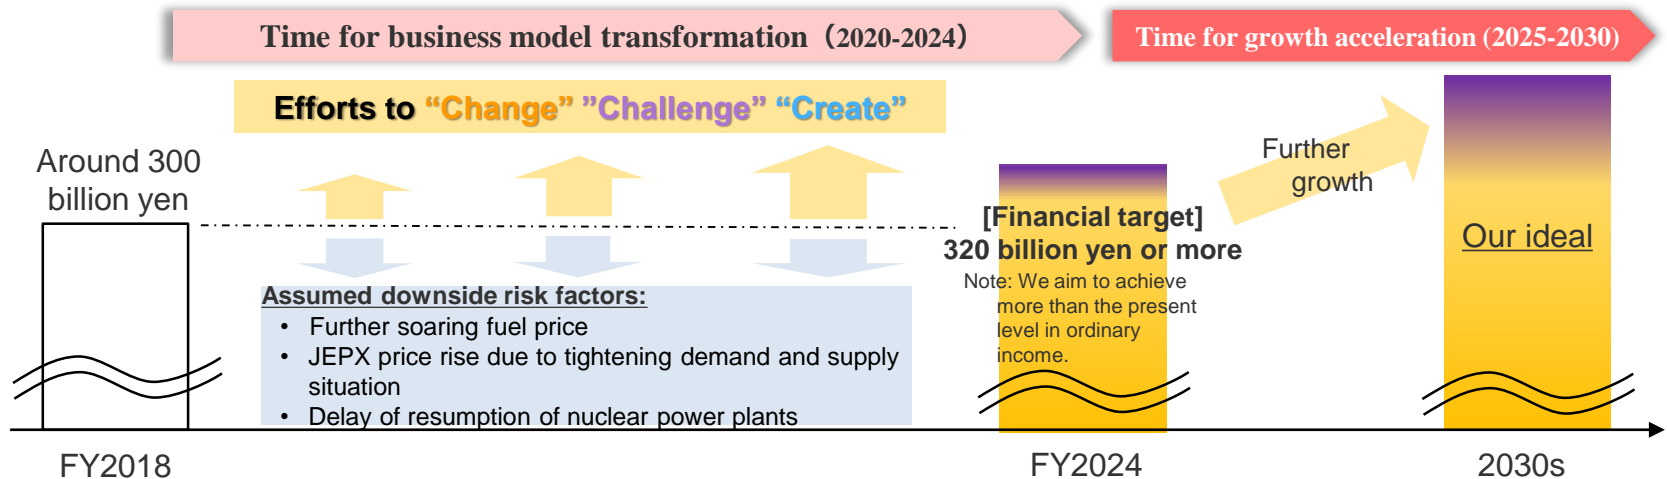 Time for business model transformation（2020-2024）
Time for growth acceleration (2025-2030)
Efforts to “Change” ”Challenge” “Create”
Around 300
billion yen
Further
growth
[Financial target]
320 billion yen or more
Note: We aim to achieve
more than the present
level in ordinary
income.
Our ideal
Assumed downside risk factors:
• Further soaring fuel price
• JEPX price rise due to tightening demand and supply
situation
• Delay of resumption of nuclear power plants
FY2018
FY2024
2030s